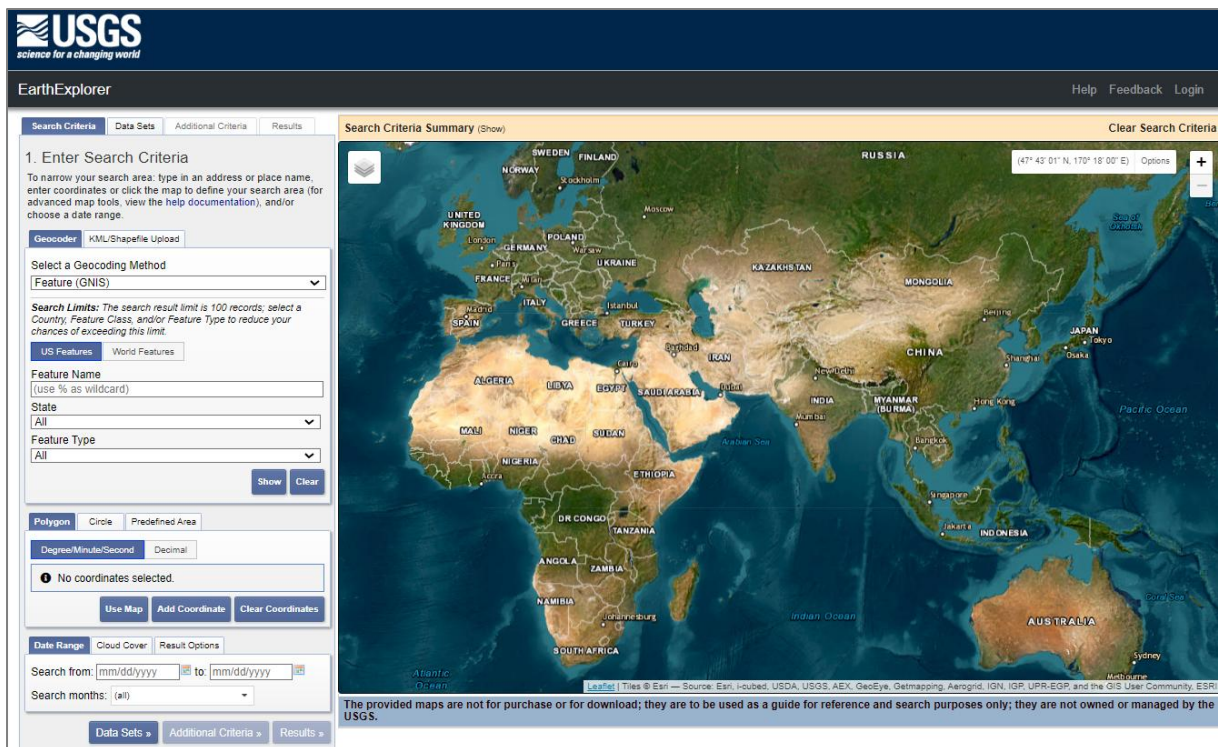 USGS
science for a changing world
EarthExplorer
Help Feedback Login
Search Criteria Data Sets Additional Criteria Results
1. Enter Search Criteria
To narrow your search area: type in an address or place name,
enter coordinates or click the map to define your search area (for
advanced map tools, view the help documentation), and/or
choose a date range.
Geocoder KML/Shapefile Upload
Select a Geocoding Method
Feature (GNIS)
Search Limits: The search result limit is 100 records; select a
Country, Feature Class, and/or Feature Type to reduce your
chances of exceeding this limit.
US Features World Features
Feature Name
(use % as wildcard)
State
All
Feature Type
All
Show Clear
Polygon Circle Predefined Area
Degree/Minute/Second Decimal
No coordinates selected.
Use Map Add Coordinate Clear Coordinates
Date Range Cloud Cover Result Options
Search from: mm/dd/yyyy to: mm/dd/yyyy
Search months: (all)
Data Sets » Additional Criteria » Results »
Search Criteria Summary (Show) Clear Search Criteria
(47° 43' 01" N, 170° 18' 00" E) Options
+
−
SWEDEN FINLAND RUSSIA
NORWAY
Stockholm
Moscow
UNITED
KINGDOM
Sea of
Okhotsk
London POLAND
GERMANY Warsaw
Paris UKRAINE KAZAKHSTAN
FRANCE Milan MONGOLIA
ITALY Istanbul
Madrid Beijing
SPAIN GREECE TURKEY JAPAN
Tokyo
Baghdad IRAN CHINA Shanghai Osaka
Cairo New Delhi
ALGERIA LIBYA EGYPT SAUDI ARABIA Dubai
INDIA MYANMAR
(BURMA) Hong Kong
Pacific Ocean
Mumbai
MALI NIGER CHAD SUDAN Arabian Sea Bangkok
NIGERIA
Accra ETHIOPIA
Singapore
DR CONGO
TANZANIA Jakarta INDONESIA
ANGOLA
ZAMBIA
NAMIBIA
Johannesburg Indian Ocean Coral Sea
AUSTRALIA
SOUTH AFRICA
Sydney
Atlantic
Ocean
Melbourne
Leaflet | Tiles © Esri — Source: Esri, i-cubed, USDA, USGS, AEX, GeoEye, Getmapping, Aerogrid, IGN, IGP, UPR-EGP, and the GIS User Community, ESRI
The provided maps are not for purchase or for download; they are to be used as a guide for reference and search purposes only; they are not owned or managed by the
USGS.